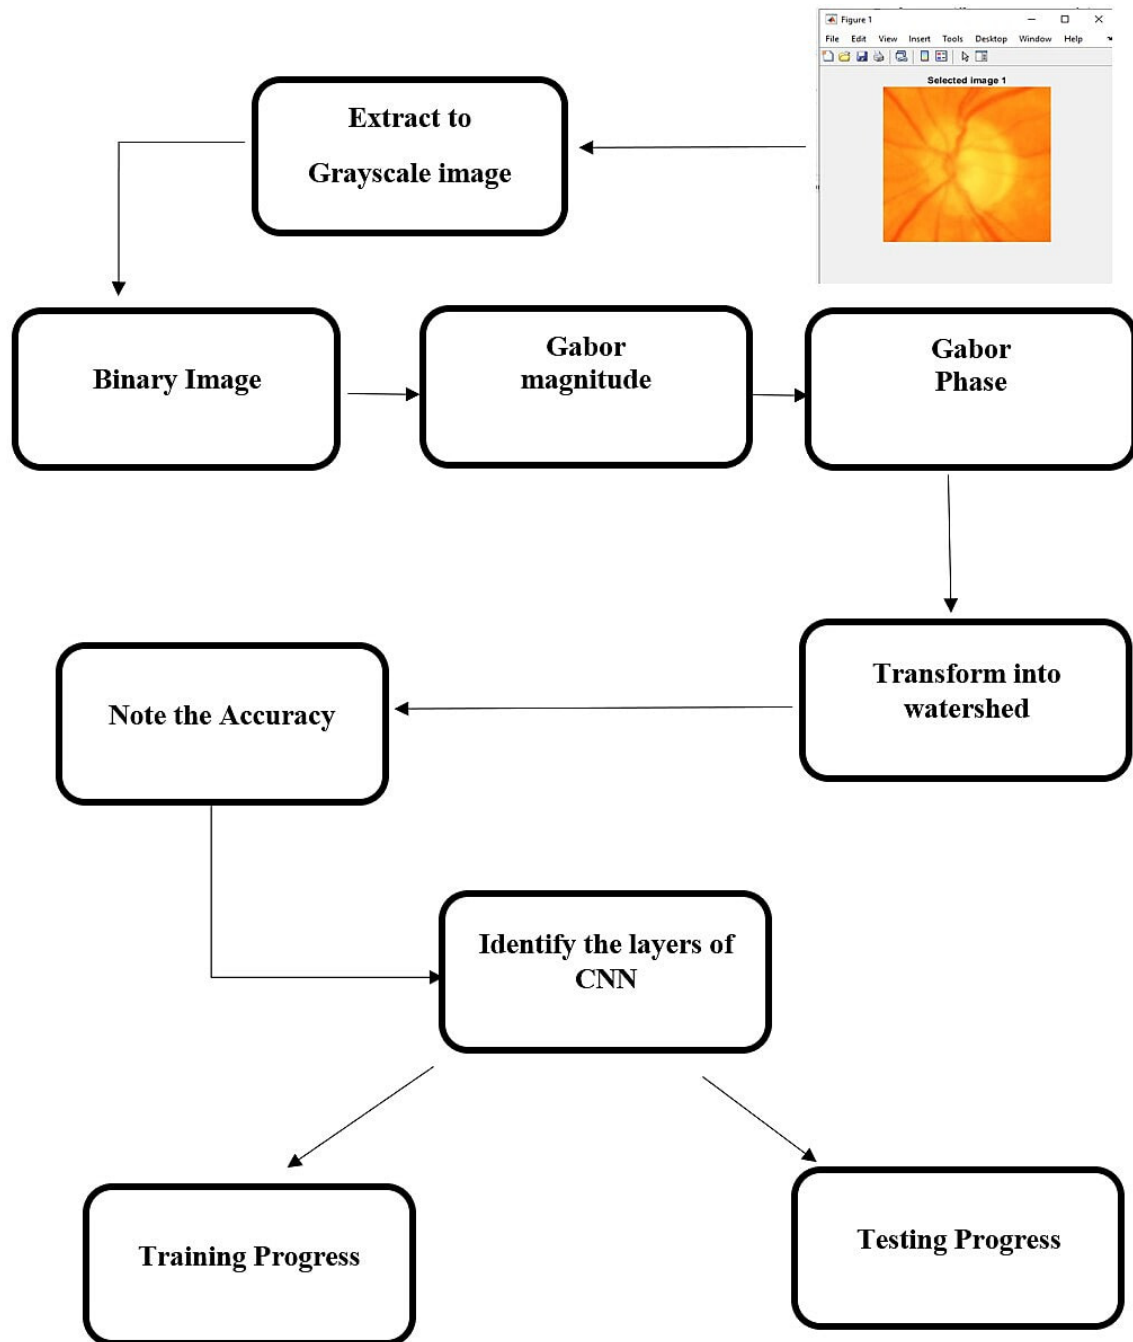 Figure 1
File Edit View Insert Tools Desktop Window Help
Selected image 1
Extract to
Grayscale image
Binary Image
Gabor
magnitude
Gabor
Phase
Transform into
watershed
Note the Accuracy
Identify the layers of
CNN
Training Progress
Testing Progress